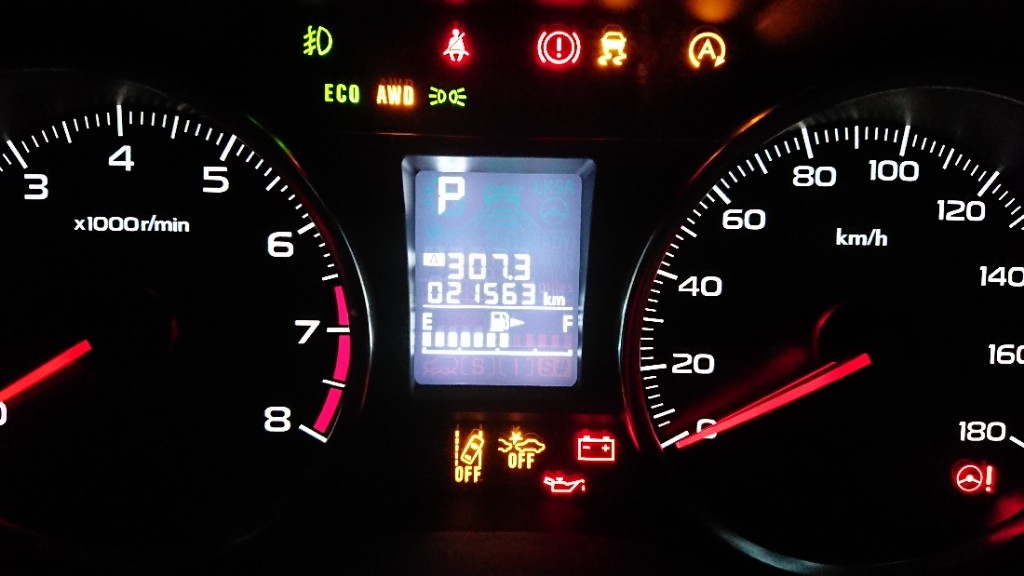 ECO AWD
3 4 5 6 7 8
x1000r/min
P
A 307.3
021563 km
E F
0 20 40 60 80 100 120 140 160 180
km/h
A
OFF OFF
0